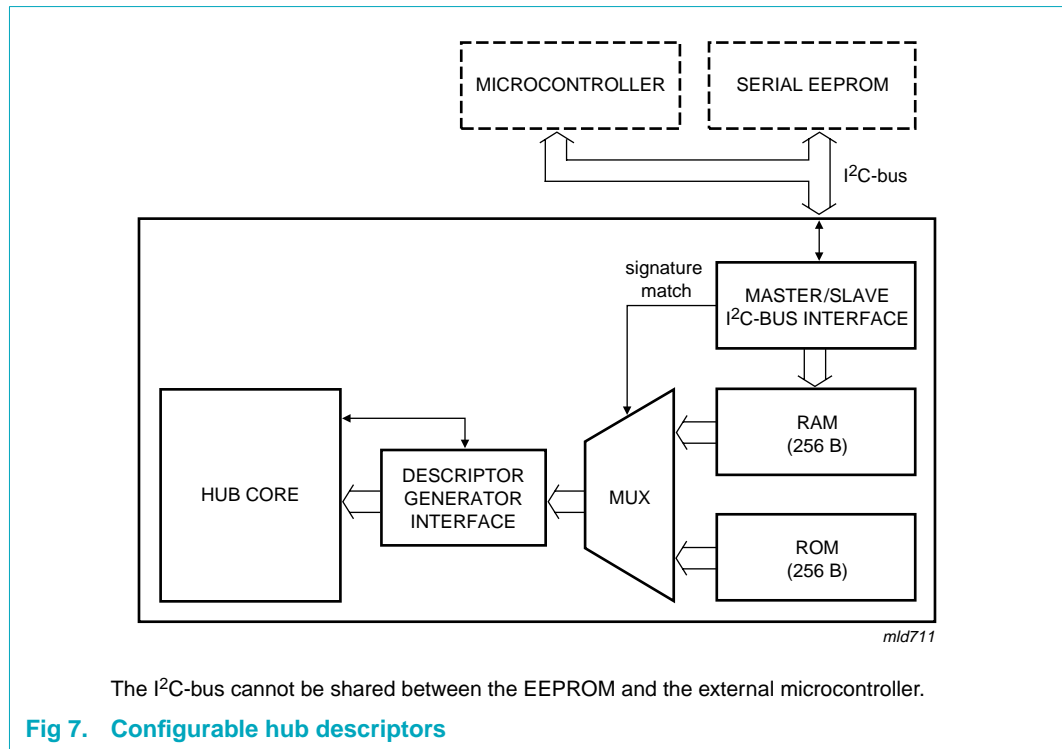 MICROCONTROLLER
SERIAL EEPROM
I²C-bus
signature
match
MASTER/SLAVE
I²C-BUS INTERFACE
RAM
(256 B)
HUB CORE
DESCRIPTOR
GENERATOR
INTERFACE
MUX
ROM
(256 B)
mld711
The I²C-bus cannot be shared between the EEPROM and the external microcontroller.
Fig 7. Configurable hub descriptors